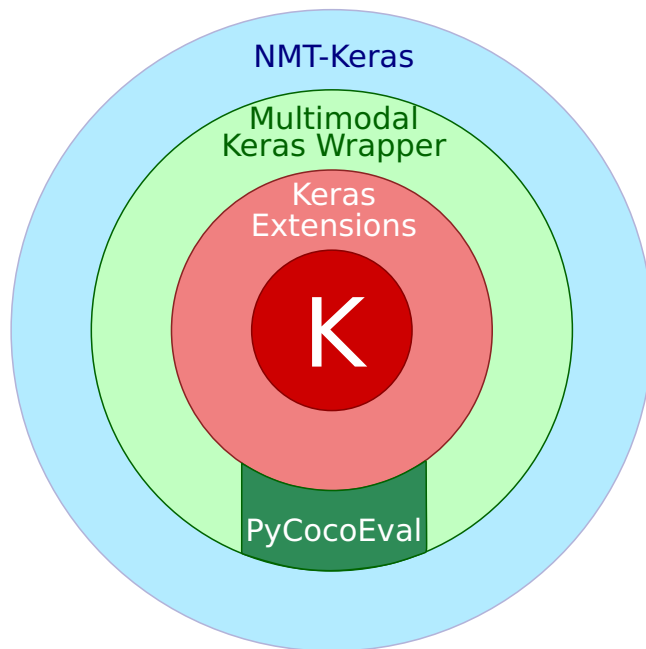 NMT-Keras
Multimodal
Keras Wrapper
Keras
Extensions
K
PyCocoEval